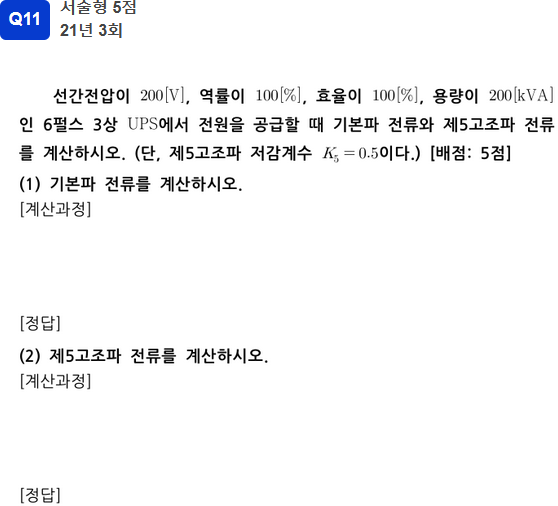 Q11
서술형 5점
21년 3회
선간전압이 200[V], 역률이 100[%], 효율이 100[%], 용량이 200[kVA]
인 6펄스 3상 UPS에서 전원을 공급할 때 기본파 전류와 제5고조파 전류
를 계산하시오. (단, 제5고조파 저감계수 K₅ = 0.5이다.) [배점: 5점]
(1) 기본파 전류를 계산하시오.
[계산과정]
[정답]
(2) 제5고조파 전류를 계산하시오.
[계산과정]
[정답]